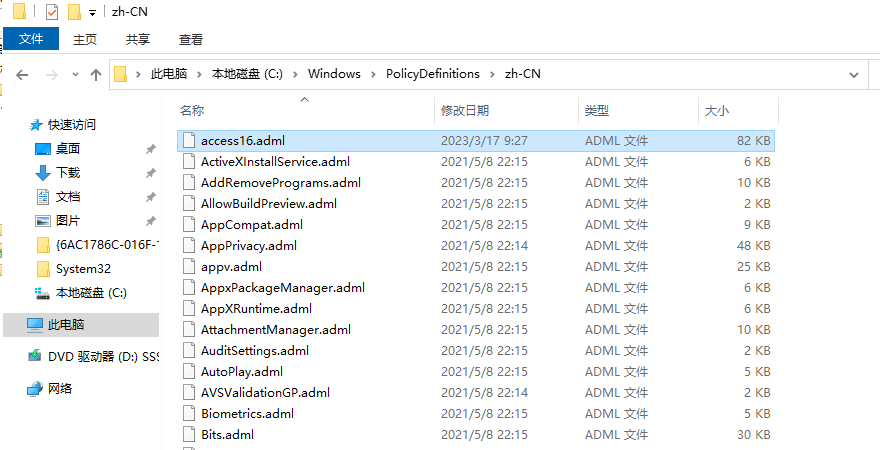 zh-CN
文件 主页 共享 查看
此电脑 本地磁盘 (C:) Windows PolicyDefinitions zh-CN
名称 修改日期 类型 大小
快速访问
桌面
下载
文档
图片
{6AC1786C-016F-1
System32
本地磁盘 (C:)
此电脑
DVD 驱动器 (D:) SSS
网络
access16.adml 2023/3/17 9:27 ADML 文件 82 KB
ActiveXInstallService.adml 2021/5/8 22:15 ADML 文件 6 KB
AddRemovePrograms.adml 2021/5/8 22:15 ADML 文件 10 KB
AllowBuildPreview.adml 2021/5/8 22:15 ADML 文件 2 KB
AppCompat.adml 2021/5/8 22:15 ADML 文件 9 KB
AppPrivacy.adml 2021/5/8 22:14 ADML 文件 48 KB
appv.adml 2021/5/8 22:15 ADML 文件 25 KB
AppxPackageManager.adml 2021/5/8 22:15 ADML 文件 6 KB
AppXRuntime.adml 2021/5/8 22:15 ADML 文件 6 KB
AttachmentManager.adml 2021/5/8 22:15 ADML 文件 10 KB
AuditSettings.adml 2021/5/8 22:15 ADML 文件 2 KB
AutoPlay.adml 2021/5/8 22:15 ADML 文件 5 KB
AVSValidationGP.adml 2021/5/8 22:14 ADML 文件 2 KB
Biometrics.adml 2021/5/8 22:15 ADML 文件 5 KB
Bits.adml 2021/5/8 22:15 ADML 文件 30 KB